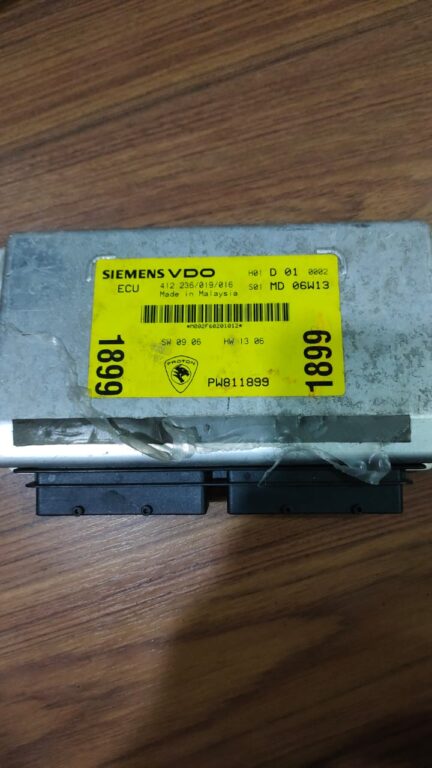 SIEMENS VDO H01 D 01 0002
ECU 412 236/019/016 S01 MD 06W13
Made in Malaysia
*M092F60201012*
SW 09 06 HW 13 06
PROTON
PW811899
1899
1899